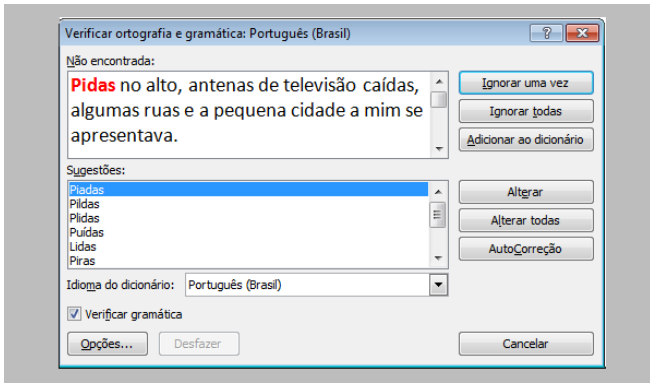 Verificar ortografia e gramática: Português (Brasil)
Não encontrada:
Pidas no alto, antenas de televisão caídas,
algumas ruas e a pequena cidade a mim se
apresentava.
Ignorar uma vez
Ignorar todas
Adicionar ao dicionário
Sugestões:
Piadas
Pildas
Plidas
Puídas
Lidas
Piras
Alterar
Alterar todas
AutoCorreção
Idioma do dicionário: Português (Brasil)
Verificar gramática
Opções... Desfazer Cancelar